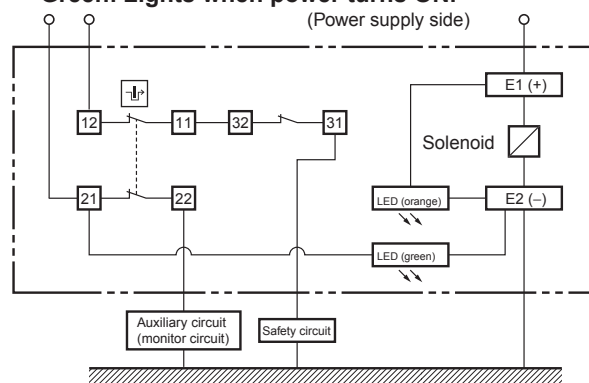 Green: Lights when power turns ON.
(Power supply side)
E1 (+)
12
11
32
31
Solenoid
21
22
LED (orange)
E2 (−)
LED (green)
Auxiliary circuit
(monitor circuit)
Safety circuit